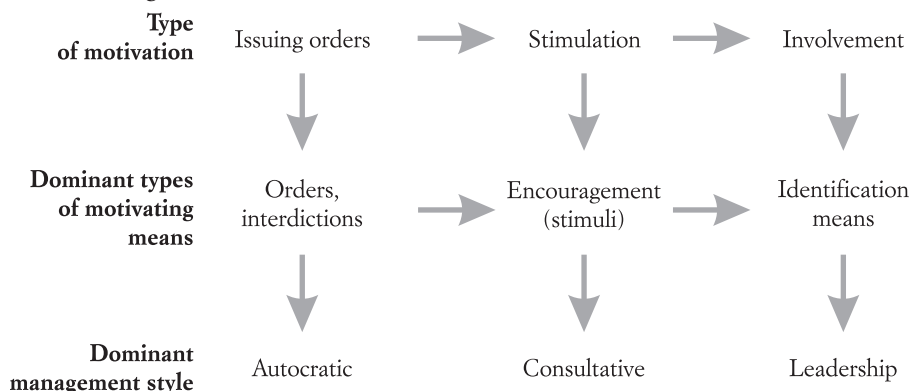 Type
of motivation
Issuing orders
Stimulation
Involvement
Dominant types
of motivating
means
Orders,
interdictions
Encouragement
(stimuli)
Identification
means
Dominant
management style
Autocratic
Consultative
Leadership